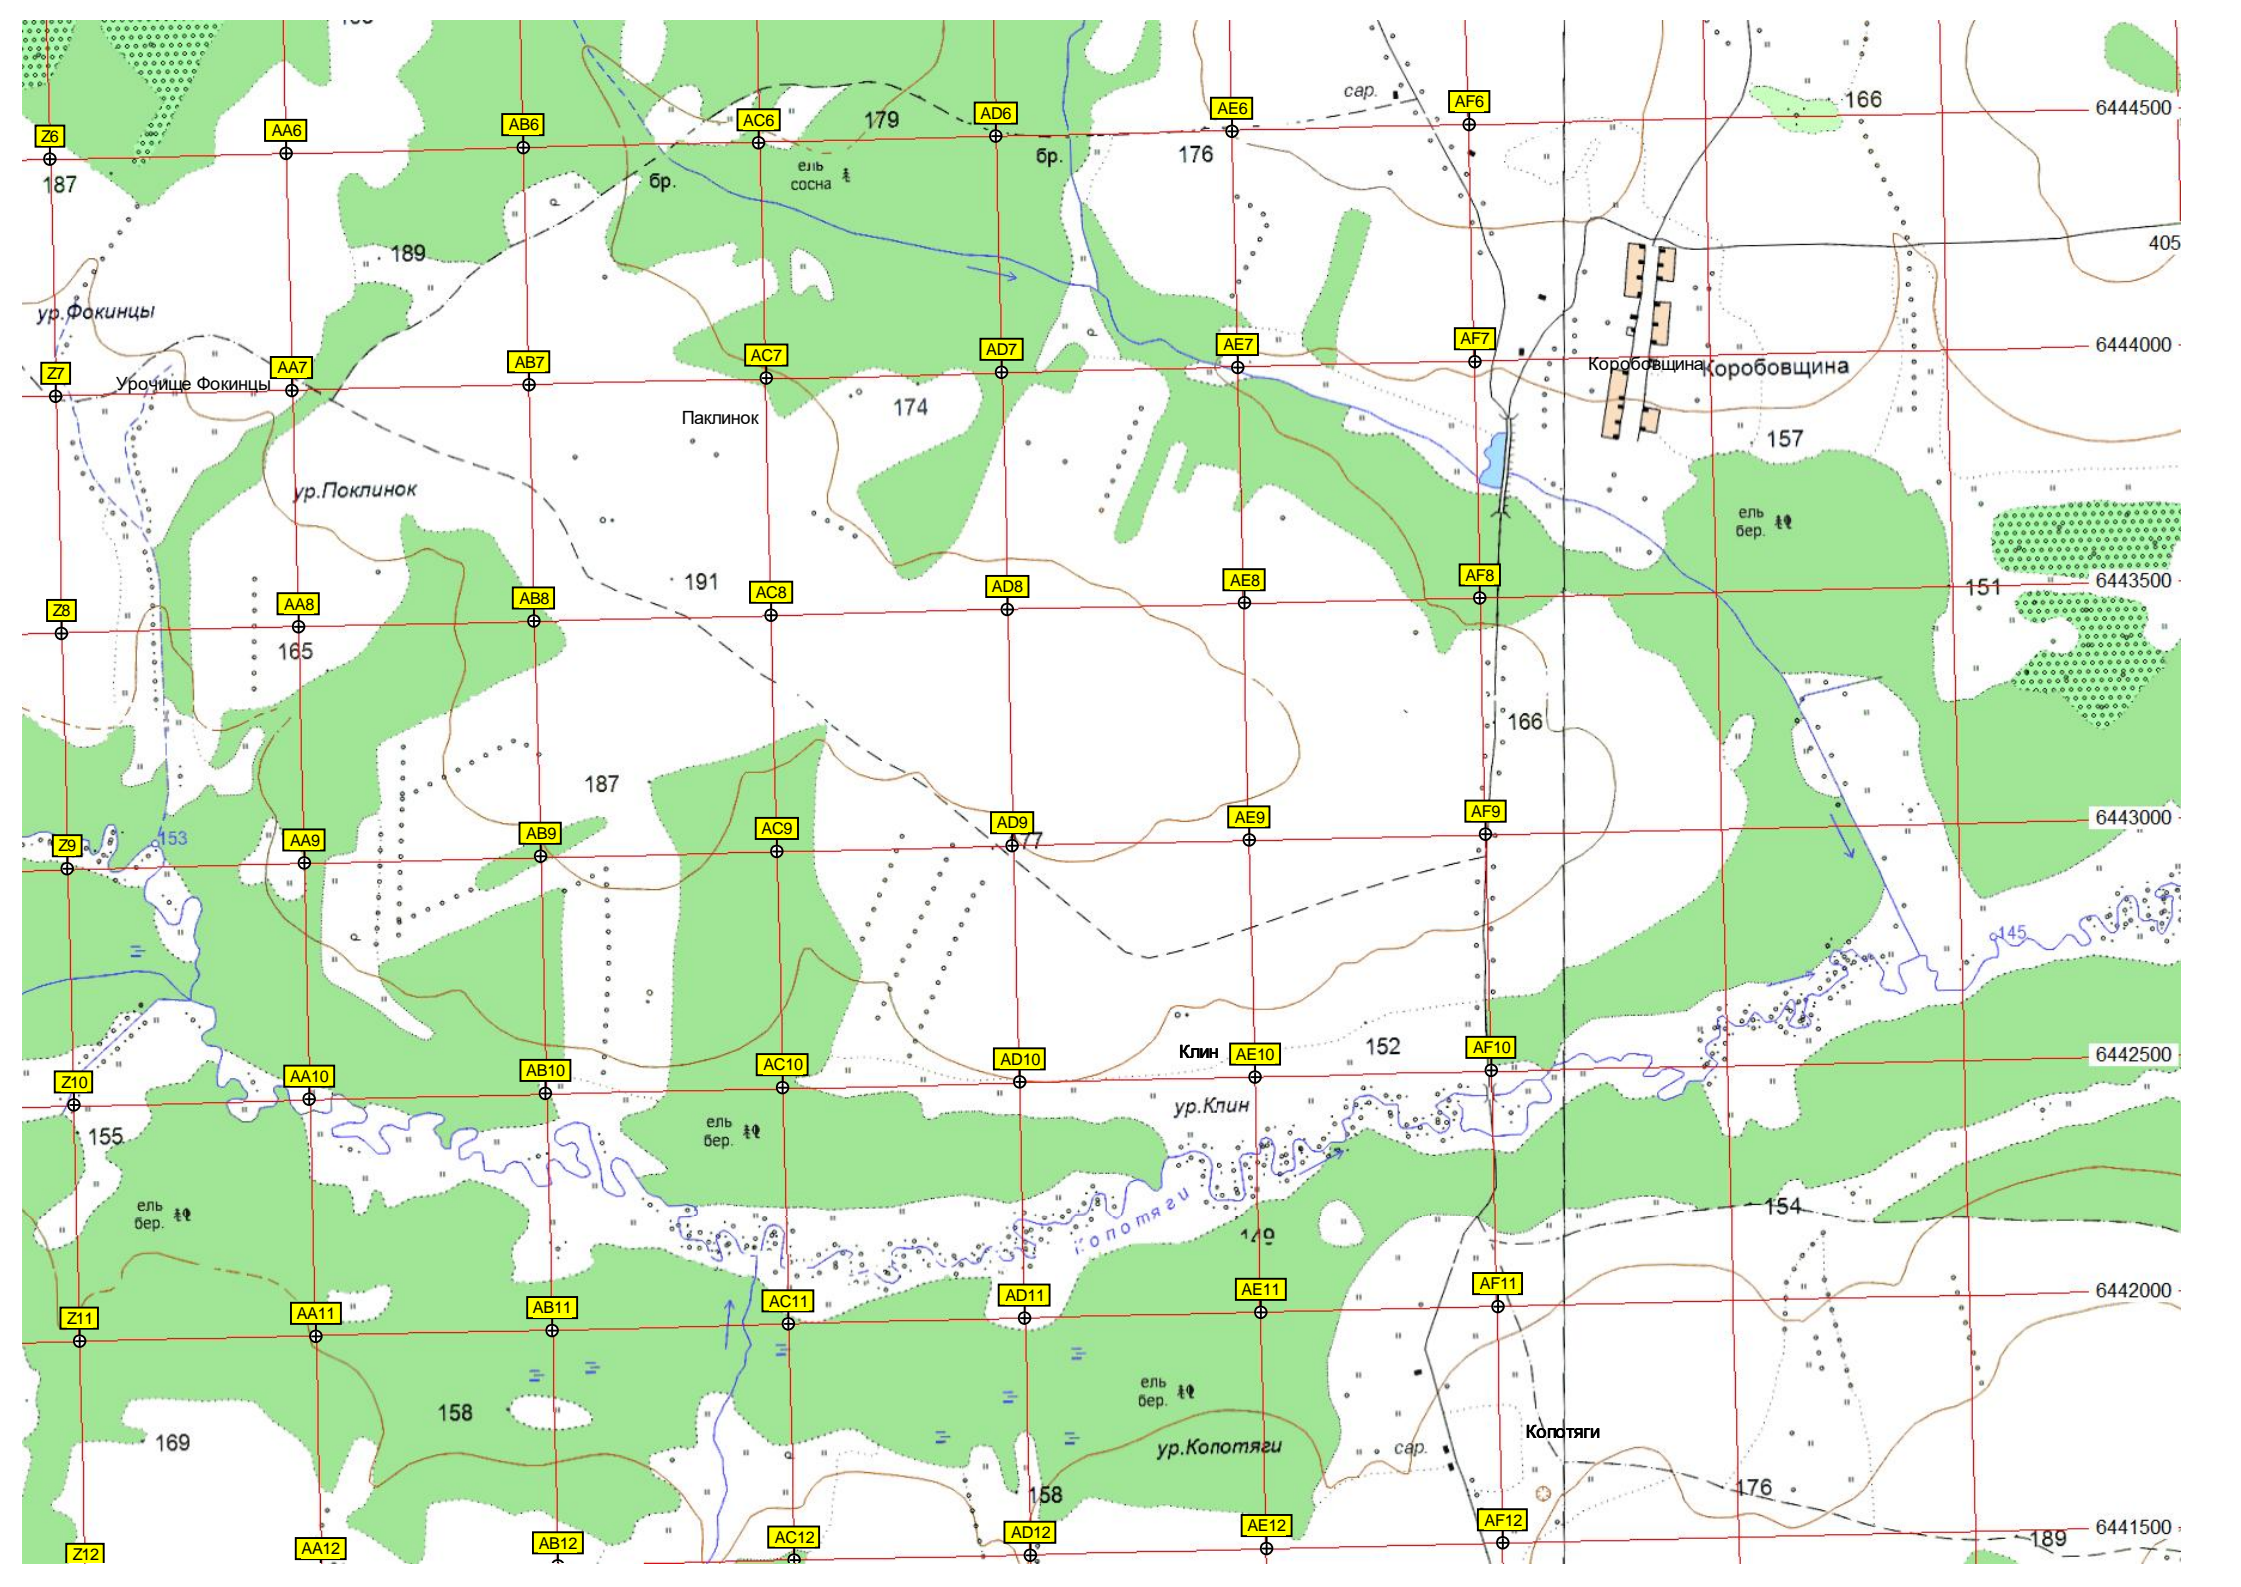 сар.
166
6444500
Z6
AA6
AB6
AC6
AD6
AE6
AF6
179
бр.
176
187
ель
сосна
бр.
189
405
ур.Фокинцы
6444000
Z7
Урочище Фокинцы
AA7
AB7
AC7
AD7
AE7
AF7
Коробовщина
Коробовщина
Паклинок
174
157
ур.Поклинок
ель
бер.
191
151
6443500
Z8
AA8
AB8
AC8
AD8
AE8
AF8
165
166
187
6443000
153
Z9
AA9
AB9
AC9
AD9
AE9
AF9
145
Клин
152
6442500
Z10
AA10
AB10
AC10
AD10
AE10
AF10
ур.Клин
155
ель
бер.
ель
бер.
154
Копотяги
149
6442000
Z11
AA11
AB11
AC11
AD11
AE11
AF11
ель
бер.
158
169
ур.Копотяги
сар.
Копотяги
158
176
6441500
189
Z12
AA12
AB12
AC12
AD12
AE12
AF12